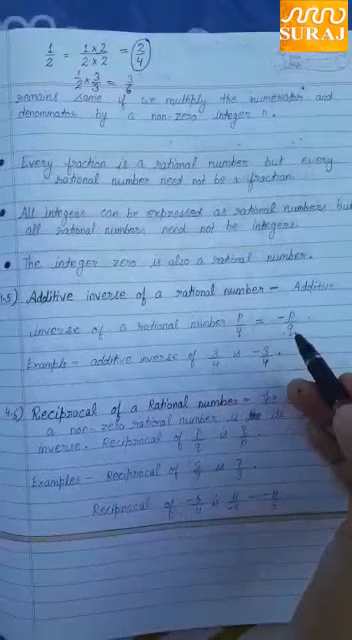 SURAJ
1/2 = 1×2/2×2 = 2/4
1/2 × 3/3 = 3/6
remains same if we multiply the numerator and
denominator by a non-zero integer n.
• Every fraction is a rational number but every
rational number need not be a fraction.
• All integers can be expressed as rational numbers but
all rational numbers need not be integers.
• The integer zero is also a rational number.
4.5) Additive inverse of a rational number - Additive
inverse of a rational number p/q = -p/q.
Example - additive inverse of 3/4 is -3/4.
4.6) Reciprocal of a Rational number - The
a non-zero rational number is its
inverse. Reciprocal of p/q is q/p.
Examples - Reciprocal of
Reciprocal of -5/11 is 11/-5 = -11/5